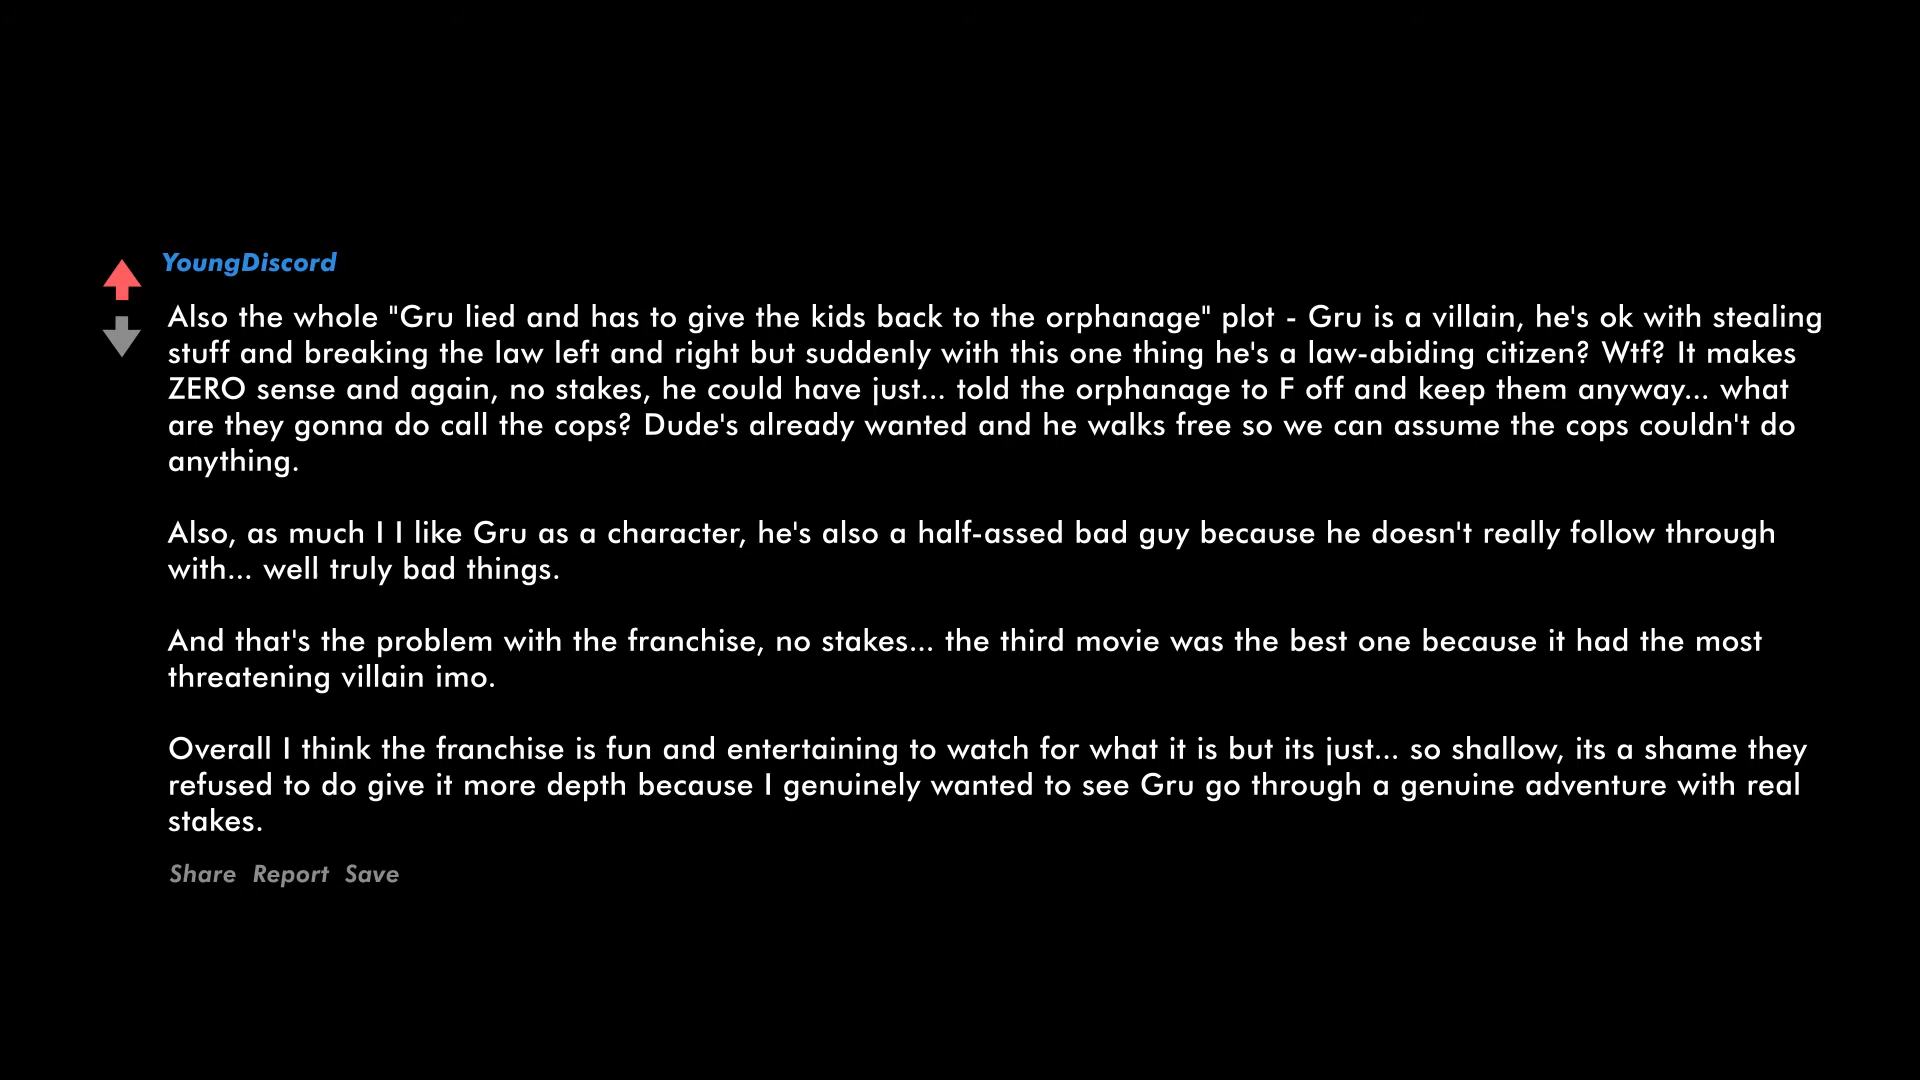 YoungDiscord
Also the whole "Gru lied and has to give the kids back to the orphanage" plot - Gru is a villain, he's ok with stealing
stuff and breaking the law left and right but suddenly with this one thing he's a law-abiding citizen? Wtf? It makes
ZERO sense and again, no stakes, he could have just... told the orphanage to F off and keep them anyway... what
are they gonna do call the cops? Dude's already wanted and he walks free so we can assume the cops couldn't do
anything.
Also, as much I I like Gru as a character, he's also a half-assed bad guy because he doesn't really follow through
with... well truly bad things.
And that's the problem with the franchise, no stakes... the third movie was the best one because it had the most
threatening villain imo.
Overall I think the franchise is fun and entertaining to watch for what it is but its just... so shallow, its a shame they
refused to do give it more depth because I genuinely wanted to see Gru go through a genuine adventure with real
stakes.
Share Report Save